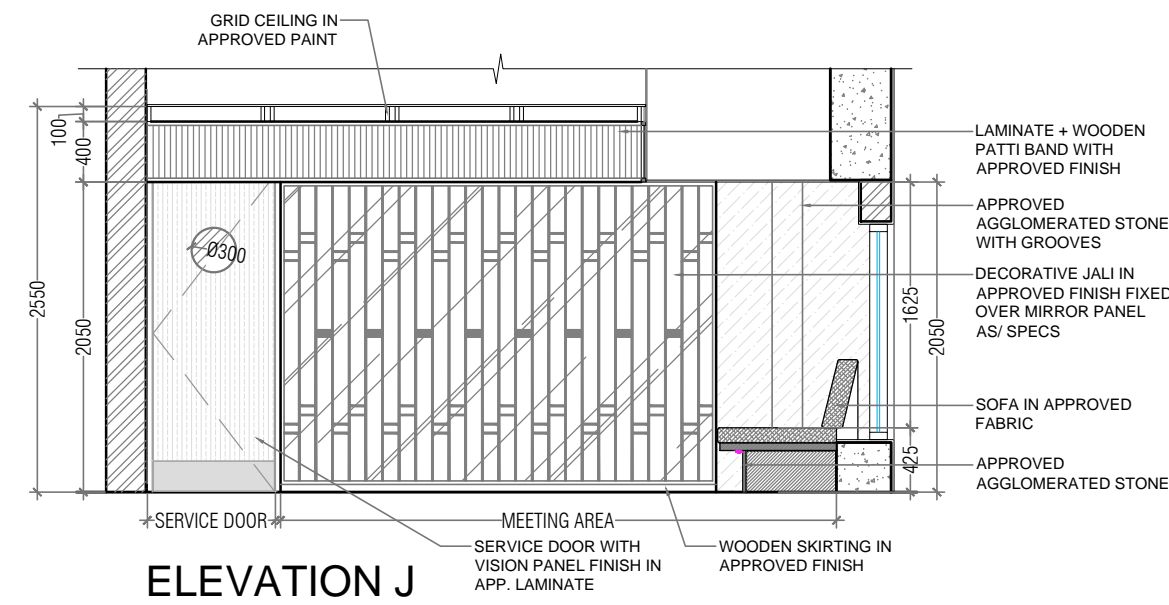 GRID CEILING IN
APPROVED PAINT
LAMINATE + WOODEN
PATTI BAND WITH
APPROVED FINISH
APPROVED
AGGLOMERATED STONE
WITH GROOVES
DECORATIVE JALI IN
APPROVED FINISH FIXED
OVER MIRROR PANEL
AS/ SPECS
SOFA IN APPROVED
FABRIC
APPROVED
AGGLOMERATED STONE
100
400
2550
2050
Ø300
1625
2050
425
SERVICE DOOR
MEETING AREA
SERVICE DOOR WITH
VISION PANEL FINISH IN
APP. LAMINATE
WOODEN SKIRTING IN
APPROVED FINISH
ELEVATION J